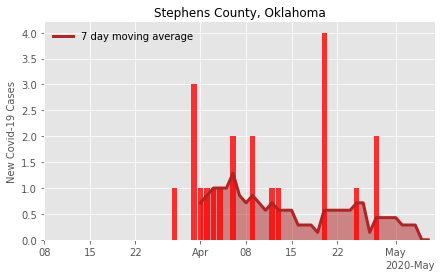 Stephens County, Oklahoma
7 day moving average
New Covid-19 Cases
4.0
3.5
3.0
2.5
2.0
1.5
1.0
0.5
0.0
08 15 22 Apr 08 15 22 May
2020-May